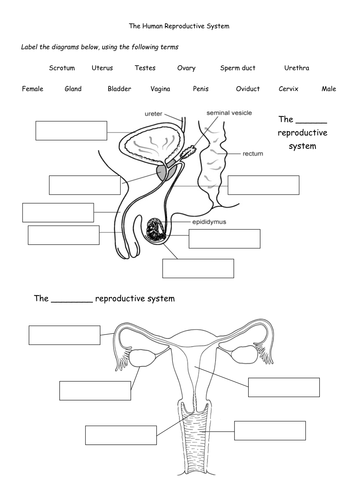 The Human Reproductive System
Label the diagrams below, using the following terms
Scrotum Uterus Testes Ovary Sperm duct Urethra
Female Gland Bladder Vagina Penis Oviduct Cervix Male
ureter
seminal vesicle
The ______
reproductive
system
rectum
epididymus
The ________ reproductive system